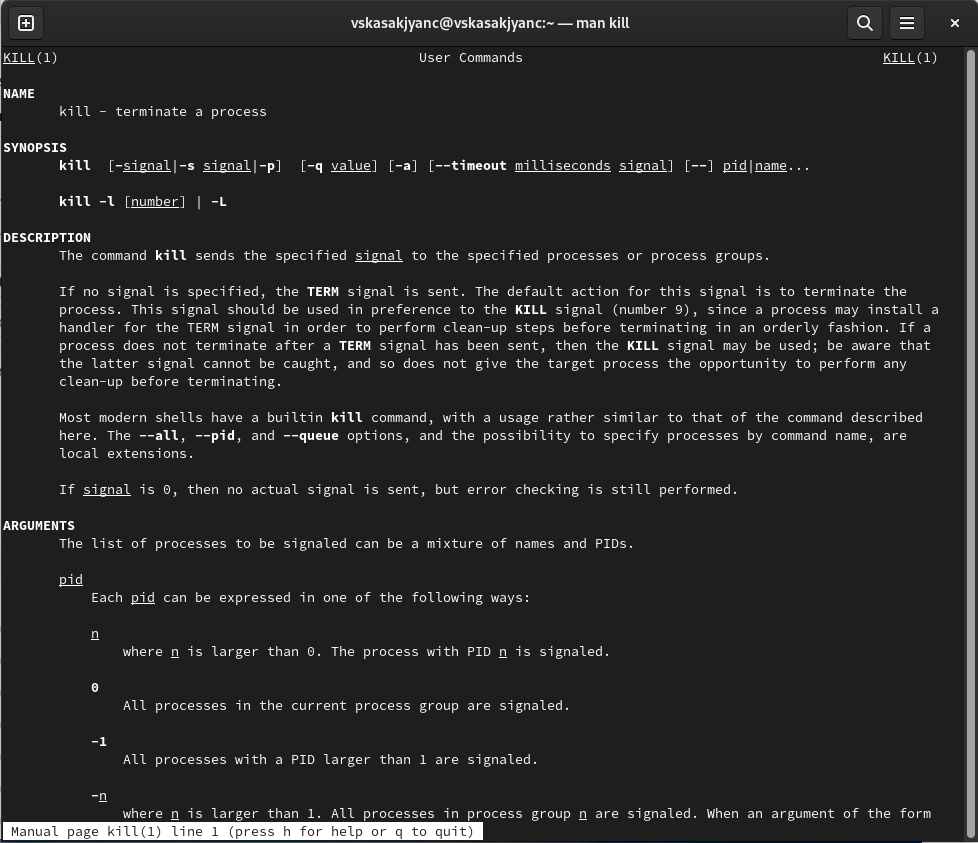 vskasakjyanc@vskasakjyanc:~ — man kill
KILL(1) User Commands KILL(1)
NAME
kill - terminate a process
SYNOPSIS
kill [-signal|-s signal|-p] [-q value] [-a] [--timeout milliseconds signal] [--] pid|name...
kill -l [number] | -L
DESCRIPTION
The command kill sends the specified signal to the specified processes or process groups.
If no signal is specified, the TERM signal is sent. The default action for this signal is to terminate the
process. This signal should be used in preference to the KILL signal (number 9), since a process may install a
handler for the TERM signal in order to perform clean-up steps before terminating in an orderly fashion. If a
process does not terminate after a TERM signal has been sent, then the KILL signal may be used; be aware that
the latter signal cannot be caught, and so does not give the target process the opportunity to perform any
clean-up before terminating.
Most modern shells have a builtin kill command, with a usage rather similar to that of the command described
here. The --all, --pid, and --queue options, and the possibility to specify processes by command name, are
local extensions.
If signal is 0, then no actual signal is sent, but error checking is still performed.
ARGUMENTS
The list of processes to be signaled can be a mixture of names and PIDs.
pid
Each pid can be expressed in one of the following ways:
n
where n is larger than 0. The process with PID n is signaled.
0
All processes in the current process group are signaled.
-1
All processes with a PID larger than 1 are signaled.
-n
where n is larger than 1. All processes in process group n are signaled. When an argument of the form
Manual page kill(1) line 1 (press h for help or q to quit)